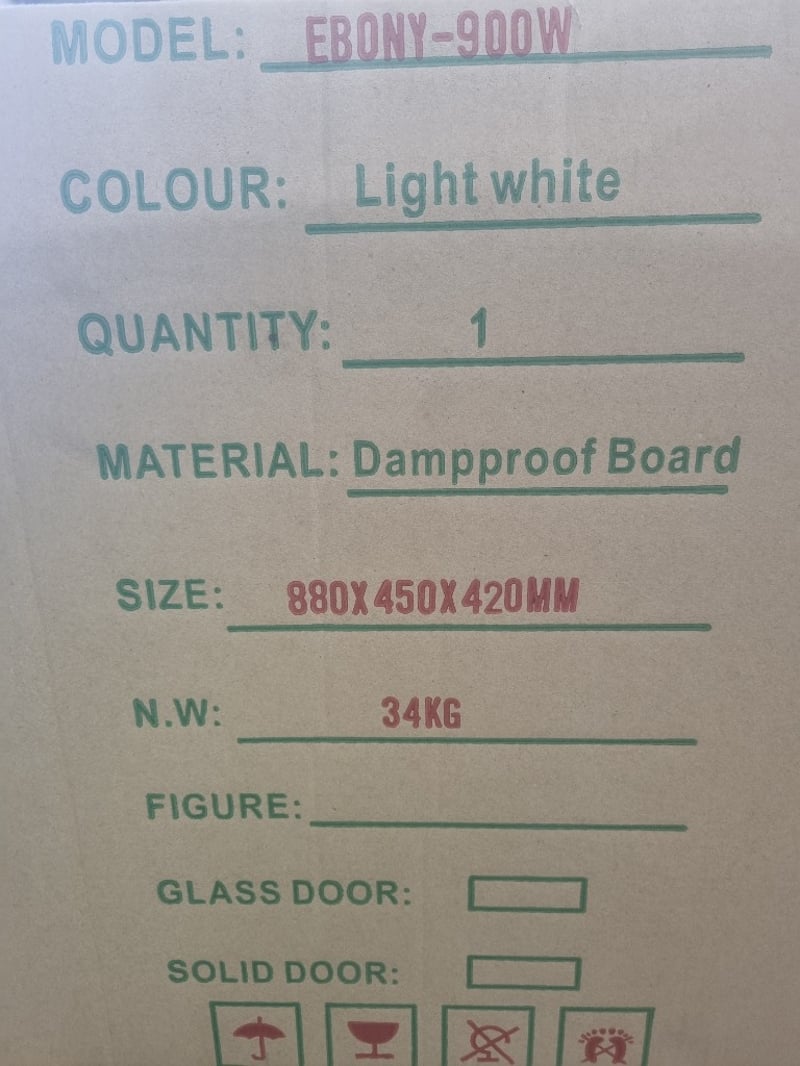 MODEL: EBONY-900W
COLOUR: Light white
QUANTITY: 1
MATERIAL: Dampproof Board
SIZE: 880X450X420MM
N.W: 34KG
FIGURE:
GLASS DOOR:
SOLID DOOR: